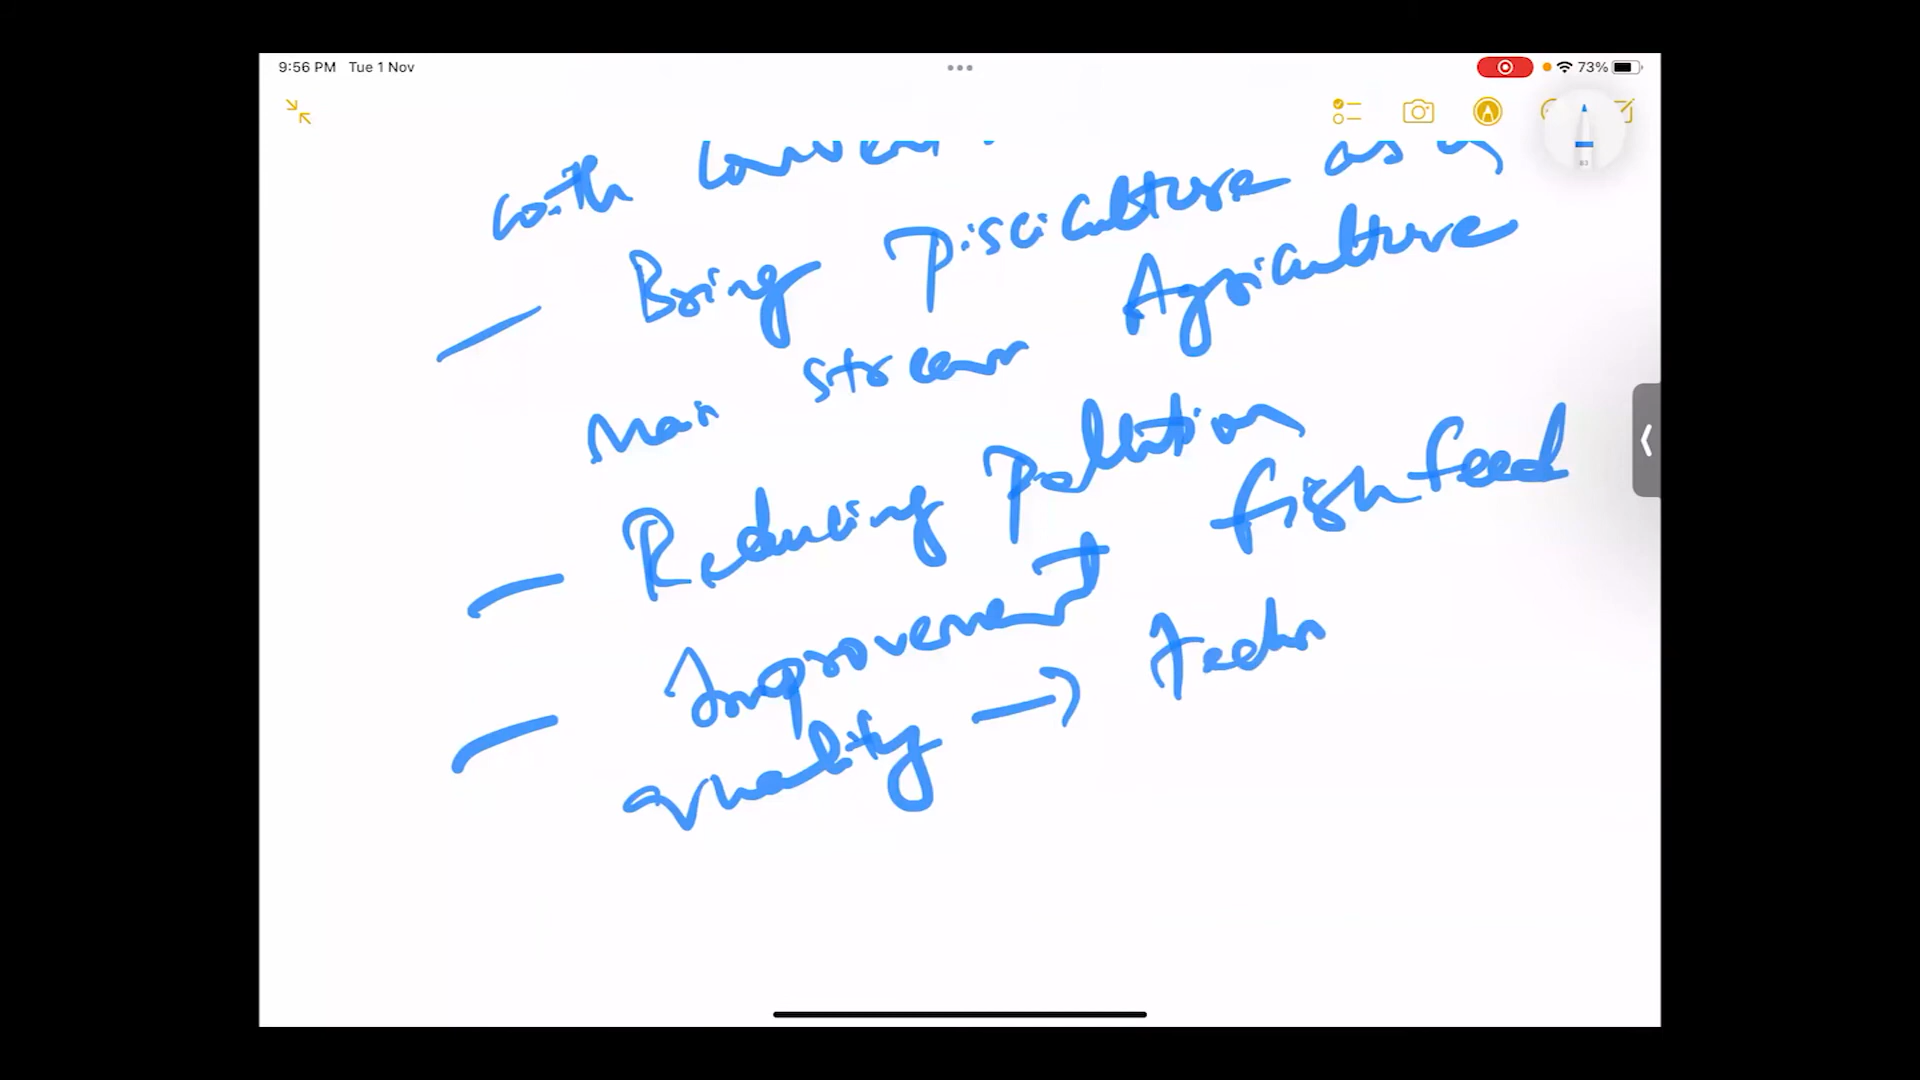 9:56 PM Tue 1 Nov
73%
with
Bring Pisciculture as a
Main stream Agriculture
Reducing Pollution
Improvement fish feed
quality → Techn